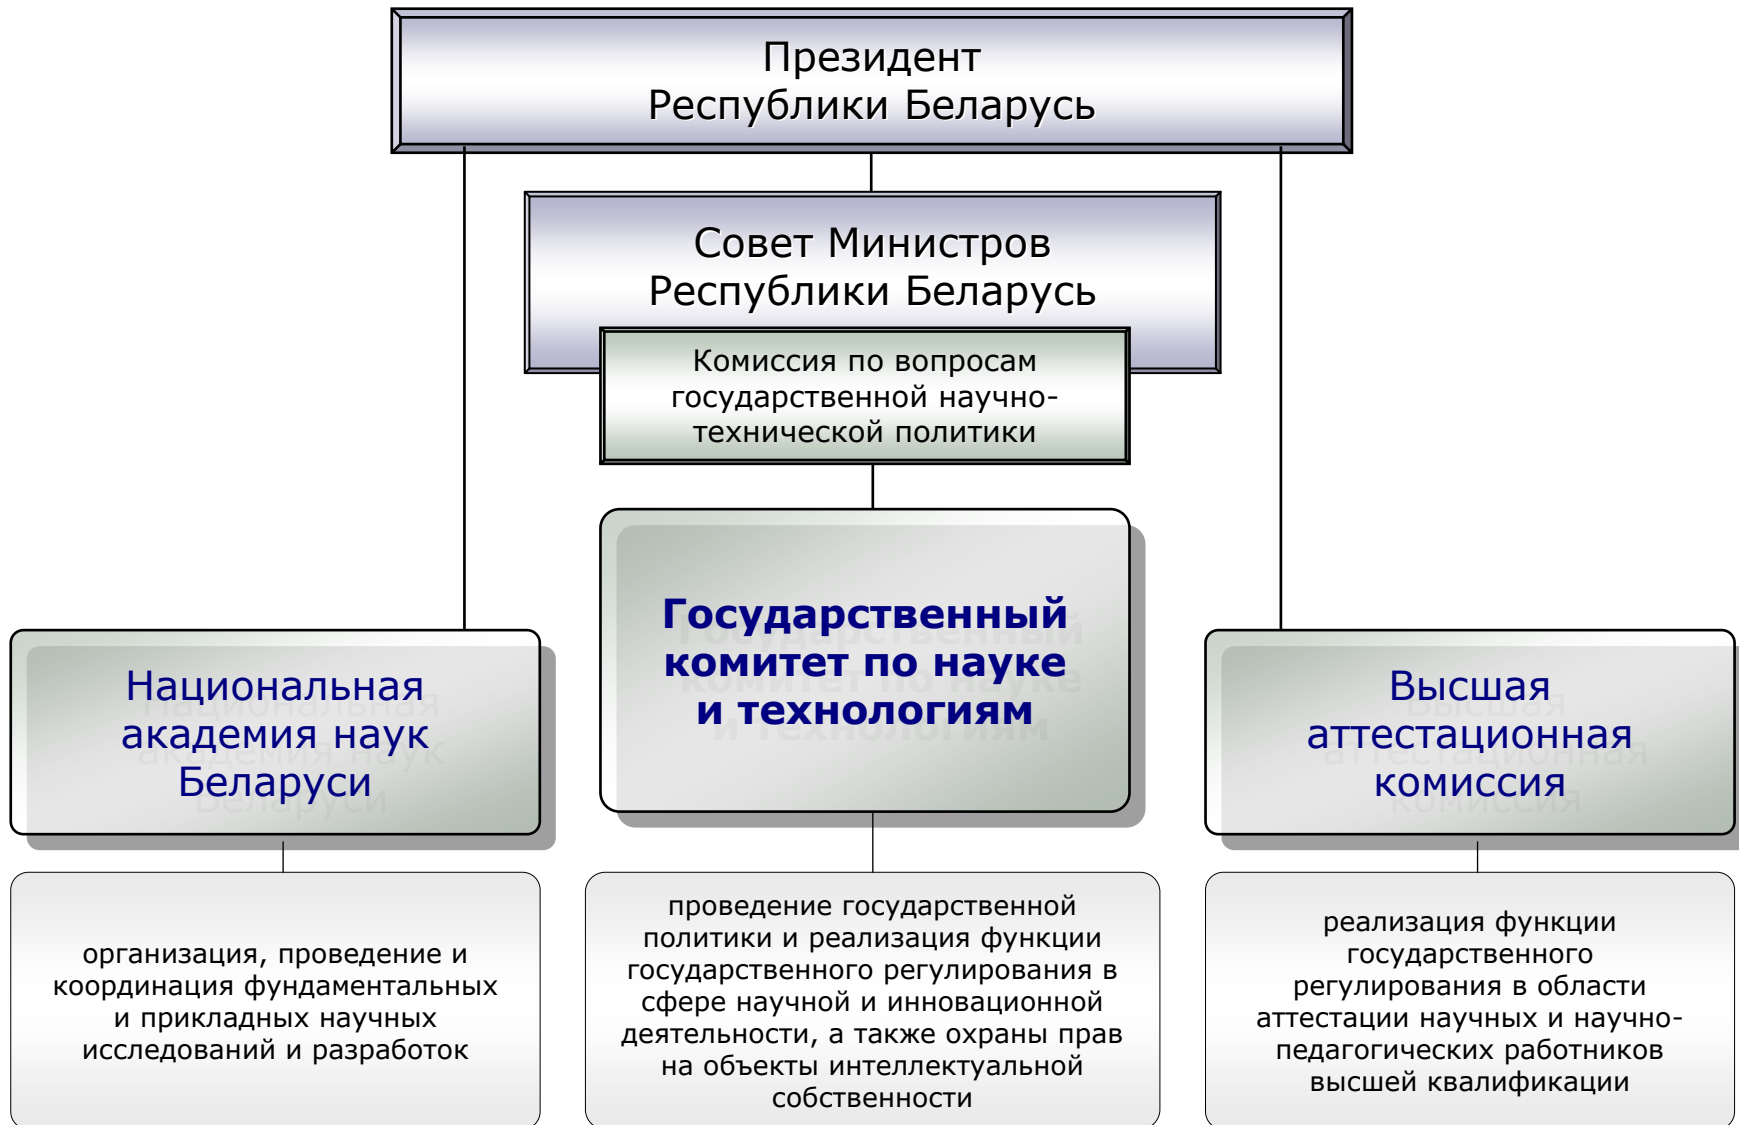 Президент
Республики Беларусь
Совет Министров
Республики Беларусь
Комиссия по вопросам
государственной научно-
технической политики
Государственный
комитет по науке
и технологиям
Национальная
академия наук
Беларуси
Высшая
аттестационная
комиссия
организация, проведение и
координация фундаментальных
и прикладных научных
исследований и разработок
проведение государственной
политики и реализация функции
государственного регулирования в
сфере научной и инновационной
деятельности, а также охраны прав
на объекты интеллектуальной
собственности
реализация функции
государственного
регулирования в области
аттестации научных и научно-
педагогических работников
высшей квалификации